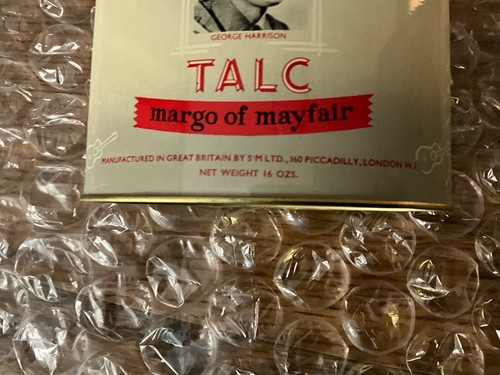 GEORGE HARRISON
TALC
margo of mayfair
MANUFACTURED IN GREAT BRITAIN BY S•M LTD., 160 PICCADILLY, LONDON W.1
NET WEIGHT 16 OZS.